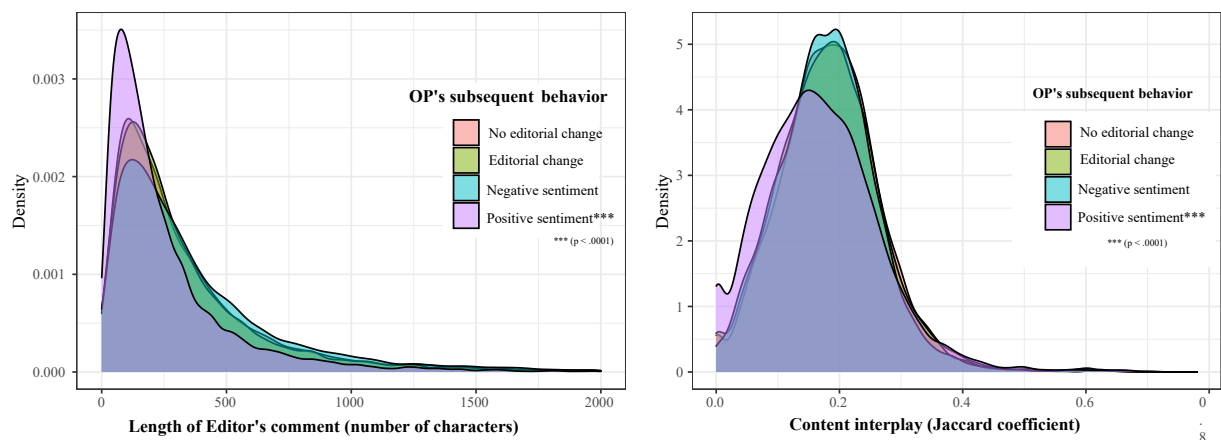 OP's subsequent behavior
No editorial change
Editorial change
Negative sentiment
Positive sentiment***
*** (p < .0001)
Density
0.003
0.002
0.001
0.000
0
500
1000
1500
2000
Length of Editor's comment (number of characters)
OP's subsequent behavior
No editorial change
Editorial change
Negative sentiment
Positive sentiment***
*** (p < .0001)
Density
5
4
3
2
1
0
0.0
0.2
0.4
0.6
0
.
8
Content interplay (Jaccard coefficient)